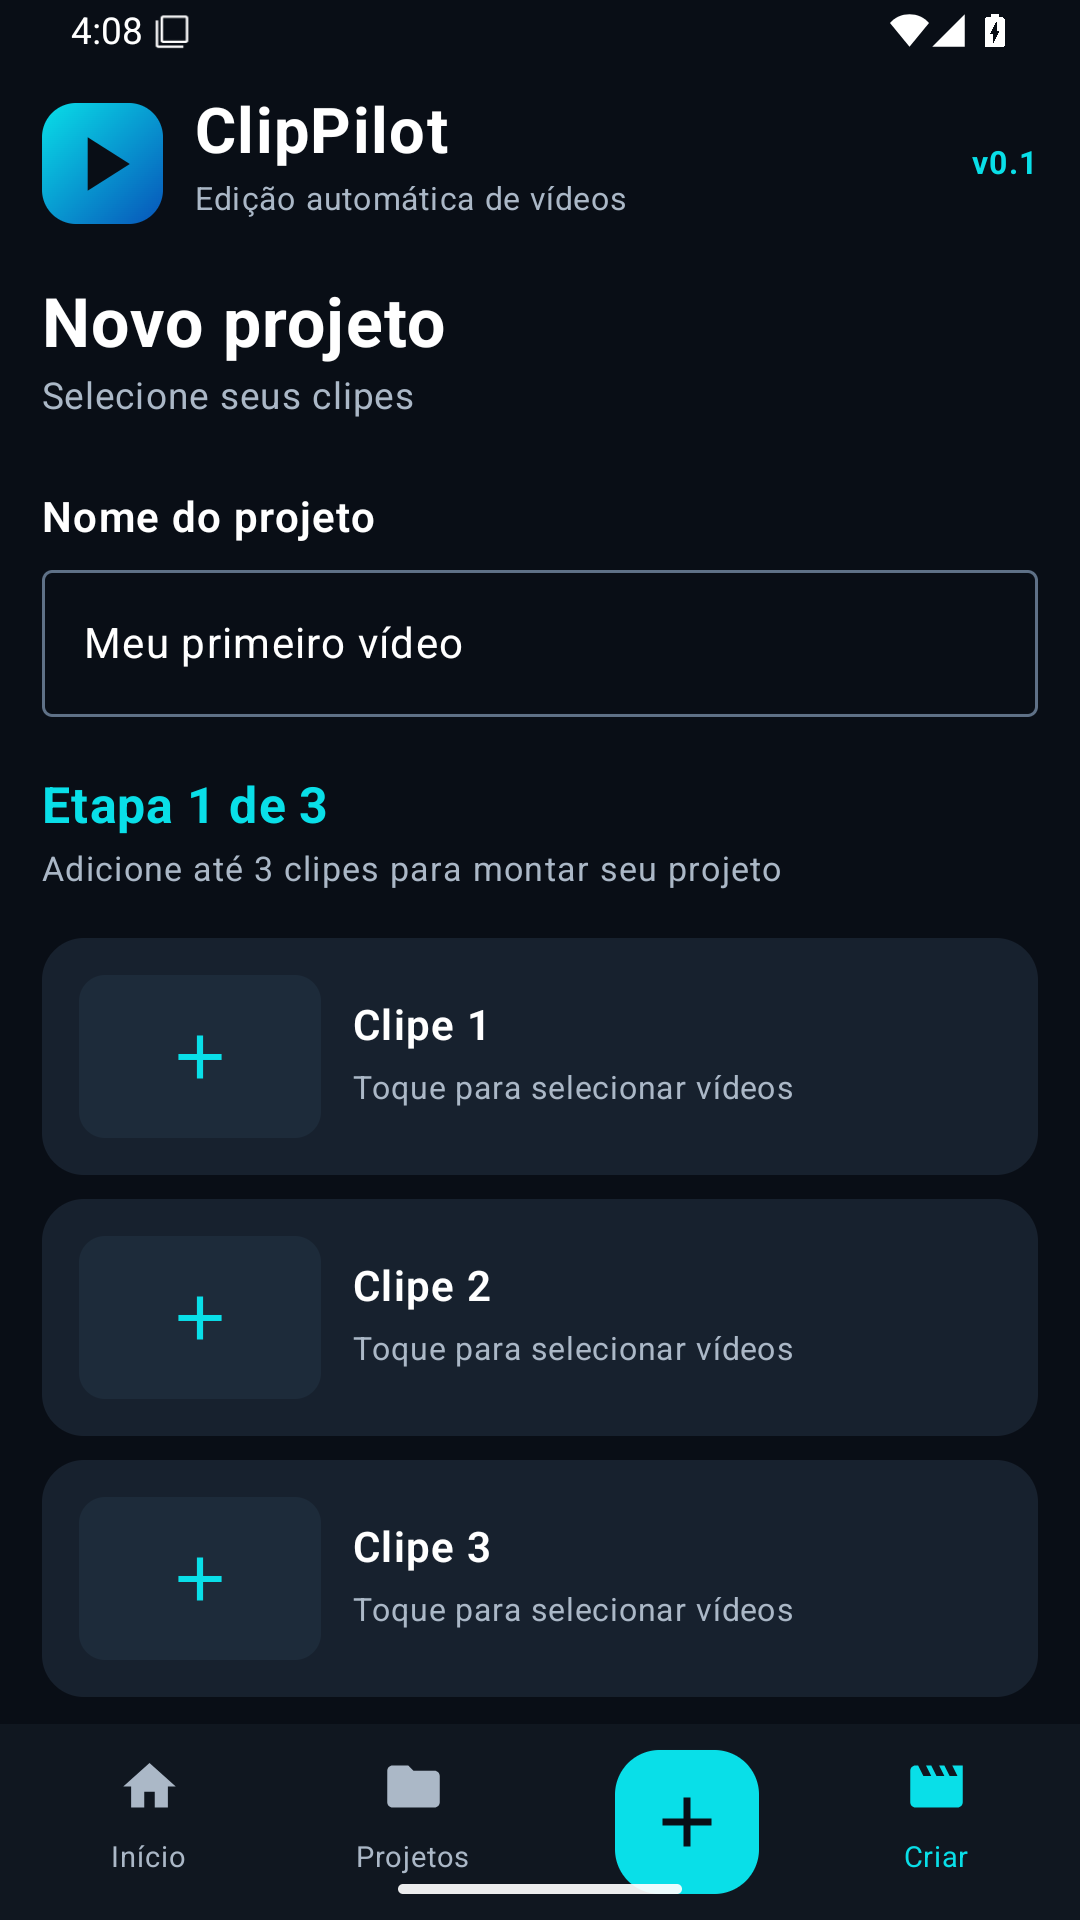 4:08
ClipPilot
Edição automática de vídeos
v0.1
Novo projeto
Selecione seus clipes
Nome do projeto
Meu primeiro vídeo
Etapa 1 de 3
Adicione até 3 clipes para montar seu projeto
Clipe 1
Toque para selecionar vídeos
Clipe 2
Toque para selecionar vídeos
Clipe 3
Toque para selecionar vídeos
Início
Projetos
Criar